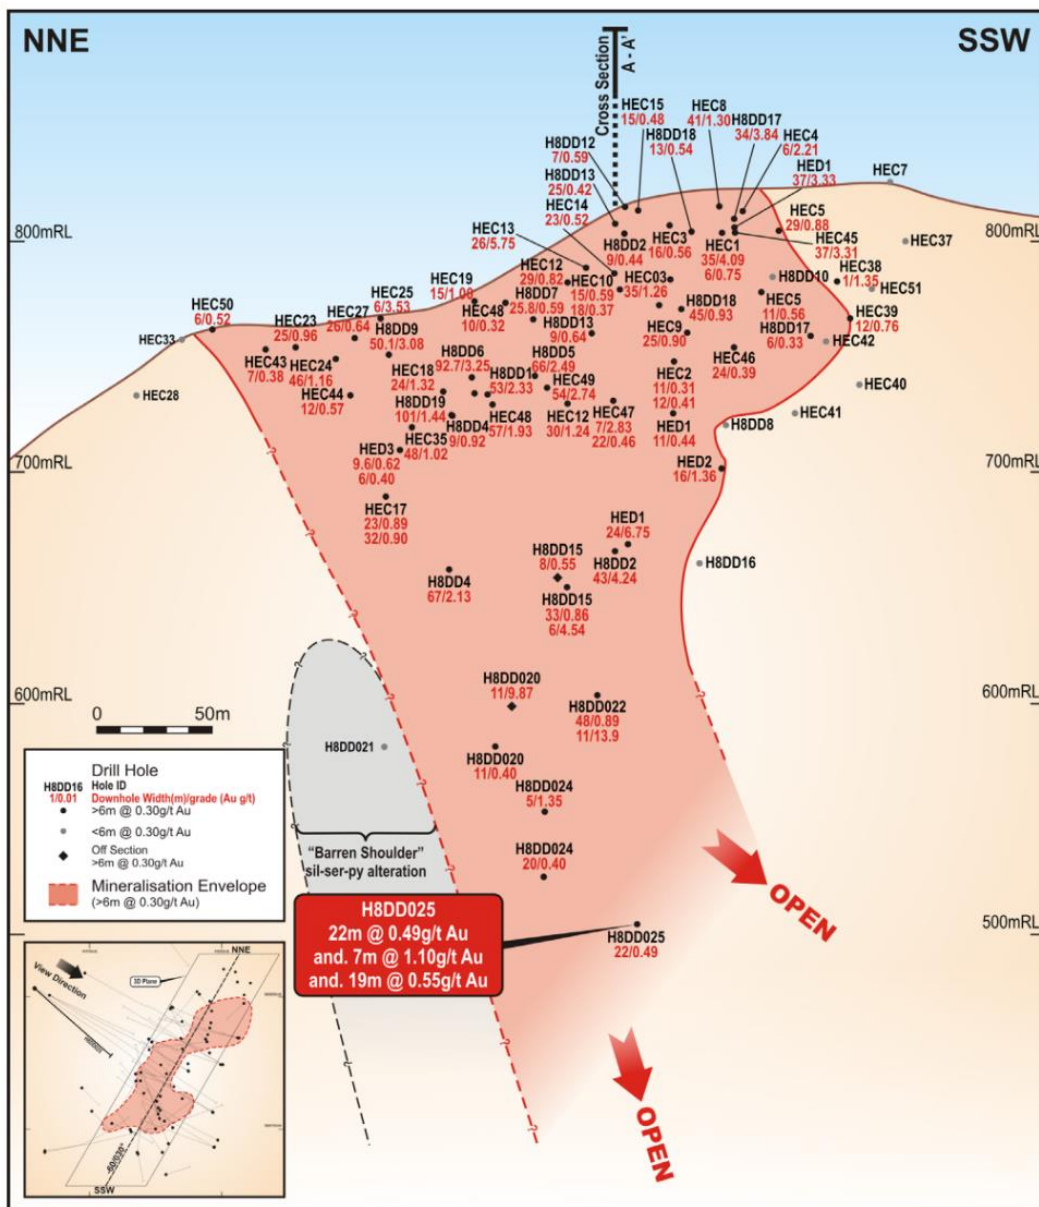 NNE
SSW
Cross Section
A - A'
HEC15
15/0.48
HEC8
41/1.30
H8DD17
34/3.84
HEC4
6/2.21
H8DD18
13/0.54
H8DD12
7/0.59
HED1
37/3.33
HEC7
H8DD13
25/0.42
HEC14
23/0.52
HEC13
26/5.75
HEC5
29/0.88
800mRL
800mRL
H8DD2
9/0.44
HEC3
16/0.56
HEC1
35/4.09
6/0.75
HEC45
37/3.31
HEC37
HEC12
29/0.82
HEC10
15/0.59
18/0.37
HEC03
35/1.26
H8DD10
HEC38
1/1.35
HEC51
HEC19
15/1.00
HEC25
6/3.53
HEC50
6/0.52
HEC27
26/0.64
HEC48
10/0.32
H8DD7
25.8/0.59
H8DD18
45/0.93
HEC5
11/0.56
HEC39
12/0.76
HEC33
HEC23
25/0.96
H8DD9
50.1/3.08
H8DD13
9/0.64
HEC9
25/0.90
H8DD17
6/0.33
HEC42
HEC43
7/0.38
HEC24
46/1.16
H8DD6
92.7/3.25
H8DD5
66/2.49
HEC46
24/0.39
HEC18
24/1.32
H8DD1
53/2.33
HEC49
54/2.74
HEC2
11/0.31
12/0.41
HEC40
HEC28
HEC44
12/0.57
H8DD19
101/1.44
HEC48
57/1.93
HEC12
30/1.24
HEC47
7/2.83
22/0.46
HEC41
H8DD4
9/0.92
HED1
11/0.44
H8DD8
HEC35
48/1.02
HED3
9.6/0.62
6/0.40
700mRL
700mRL
HED2
16/1.36
HEC17
23/0.89
32/0.90
HED1
24/6.75
H8DD15
8/0.55
H8DD2
43/4.24
H8DD16
H8DD4
67/2.13
H8DD15
33/0.86
6/4.54
H8DD020
11/9.87
600mRL
600mRL
H8DD022
48/0.89
11/13.9
0 50m
H8DD021
H8DD020
11/0.40
H8DD024
5/1.35
Drill Hole
H8DD16 Hole ID
1/0.01 Downhole Width(m)/grade (Au g/t)
>6m @ 0.30g/t Au
<6m @ 0.30g/t Au
Off Section
>6m @ 0.30g/t Au
Mineralisation Envelope
(>6m @ 0.30g/t Au)
"Barren Shoulder"
sil-ser-py alteration
H8DD024
20/0.40
OPEN
H8DD025
22m @ 0.49g/t Au
and. 7m @ 1.10g/t Au
and. 19m @ 0.55g/t Au
500mRL
H8DD025
22/0.49
NNE
3D Plane
View Direction
-60/030°
SSW
OPEN